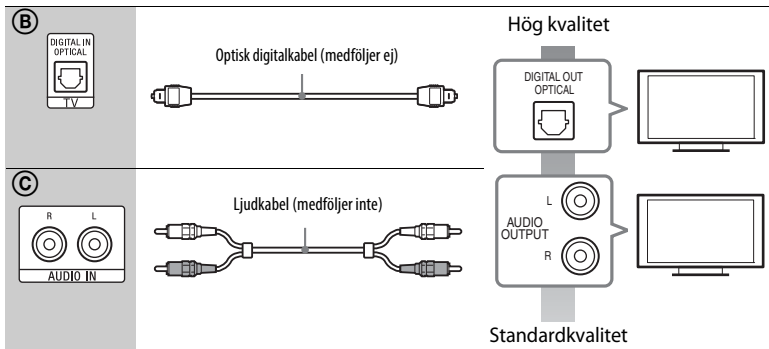 B
DIGITAL IN
OPTICAL
TV
Optisk digitalkabel (medföljer ej)
Hög kvalitet
DIGITAL OUT
OPTICAL
C
R L
AUDIO IN
Ljudkabel (medföljer inte)
L
AUDIO
OUTPUT
R
Standardkvalitet